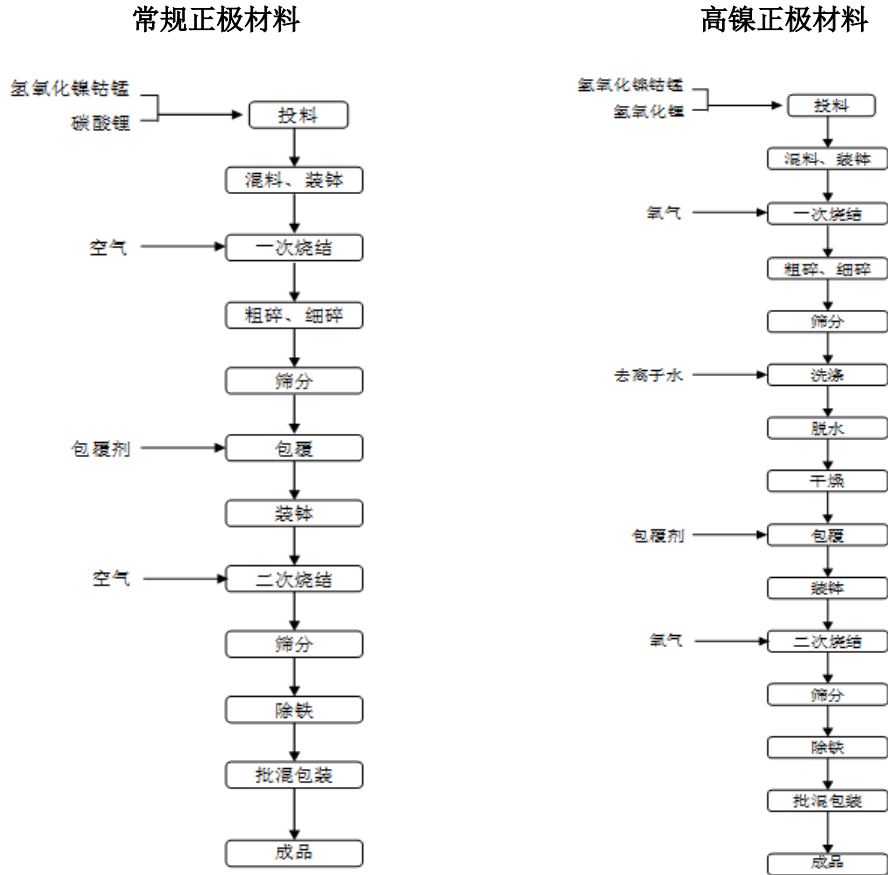 常规正极材料
氢氧化镍钴锰
碳酸锂
投料
混料、装钵
空气
一次烧结
粗碎、细碎
筛分
包覆剂
包覆
装钵
空气
二次烧结
筛分
除铁
批混包装
成品
高镍正极材料
氢氧化镍钴锰
氢氧化锂
投料
混料、装钵
氧气
一次烧结
粗碎、细碎
筛分
去离子水
洗涤
脱水
干燥
包覆剂
包覆
装钵
氧气
二次烧结
筛分
除铁
批混包装
成品